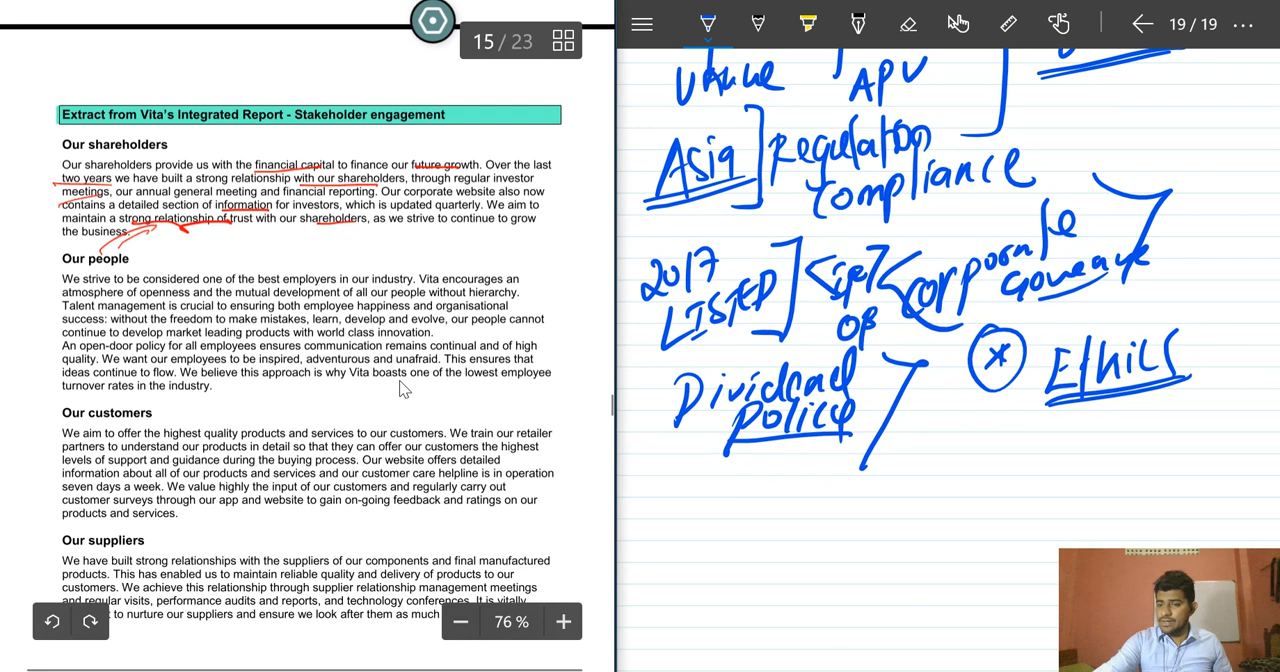 15 / 23
19 / 19
Extract from Vita's Integrated Report - Stakeholder engagement
Our shareholders
Our shareholders provide us with the financial capital to finance our future growth. Over the last
two years we have built a strong relationship with our shareholders, through regular investor
meetings, our annual general meeting and financial reporting. Our corporate website also now
contains a detailed section of information for investors, which is updated quarterly. We aim to
maintain a strong relationship of trust with our shareholders, as we strive to continue to grow
the business.
Our people
We strive to be considered one of the best employers in our industry. Vita encourages an
atmosphere of openness and the mutual development of all our people without hierarchy.
Talent management is crucial to ensuring both employee happiness and organisational
success: without the freedom to make mistakes, learn, develop and evolve, our people cannot
continue to develop market leading products with world class innovation.
An open-door policy for all employees ensures communication remains continual and of high
quality. We want our employees to be inspired, adventurous and unafraid. This ensures that
ideas continue to flow. We believe this approach is why Vita boasts one of the lowest employee
turnover rates in the industry.
Our customers
We aim to offer the highest quality products and services to our customers. We train our retailer
partners to understand our products in detail so that they can offer our customers the highest
levels of support and guidance during the buying process. Our website offers detailed
information about all of our products and services and our customer care helpline is in operation
seven days a week. We value highly the input of our customers and regularly carry out
customer surveys through our app and website to gain on-going feedback and ratings on our
products and services.
Our suppliers
We have built strong relationships with the suppliers of our components and final manufactured
products. This has enabled us to maintain reliable quality and delivery of products to our
customers. We achieve this relationship through supplier relationship management meetings
and regular visits, performance audits and reports, and technology conferences. It is vitally
to nurture our suppliers and ensure we look after them as much
76 %
APV
Asia Regulation
Compliance
2017
LISTED
Corporate
Dividend
Policy
Ethics